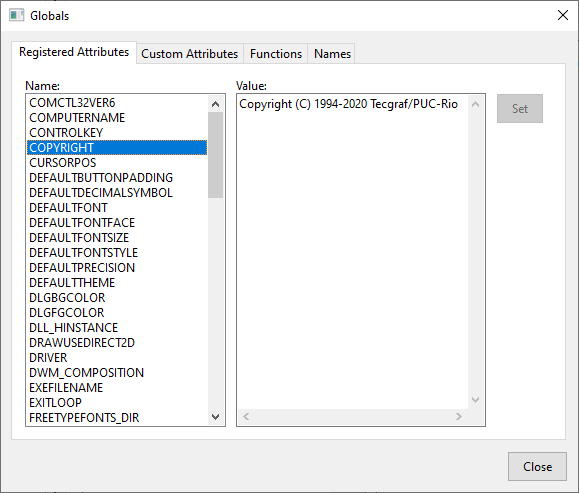 Globals
Registered Attributes Custom Attributes Functions Names
Name: Value:
COMCTL32VER6
COMPUTERNAME
CONTROLKEY
COPYRIGHT
CURSORPOS
DEFAULTBUTTONPADDING
DEFAULTDECIMALSYMBOL
DEFAULTFONT
DEFAULTFONTFACE
DEFAULTFONTSIZE
DEFAULTFONTSTYLE
DEFAULTPRECISION
DEFAULTTHEME
DLGBGCOLOR
DLGFGCOLOR
DLL_HINSTANCE
DRAWUSEDIRECT2D
DRIVER
DWM_COMPOSITION
EXEFILENAME
EXITLOOP
FREETYPEFONTS_DIR
Copyright (C) 1994-2020 Tecgraf/PUC-Rio
Set
Close